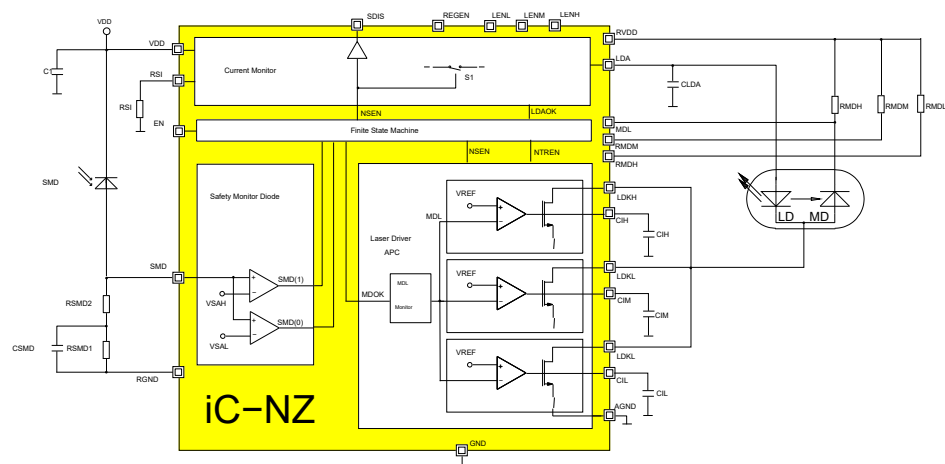 SDIS
REGEN
LENL
LENM
LENH
VDD
VDD
RVDD
Current Monitor
S1
LDA
C1
RSI
CLDA
RSI
RMDH
RMDM
RMDL
NSEN
LDAOK
EN
Finite State Machine
MDL
RMDM
NSEN
NTREN
RMDH
SMD
Safety Monitor Diode
VREF
LDKH
MDL
CIH
LD
MD
Laser Driver
APC
CIH
SMD
SMD(1)
VREF
LDKL
MDL
Monitor
MDOK
RSMD2
VSAH
CIM
SMD(0)
CIM
CSMD
RSMD1
VSAL
VREF
LDKL
RGND
CIL
CIL
iC−NZ
AGND
GND